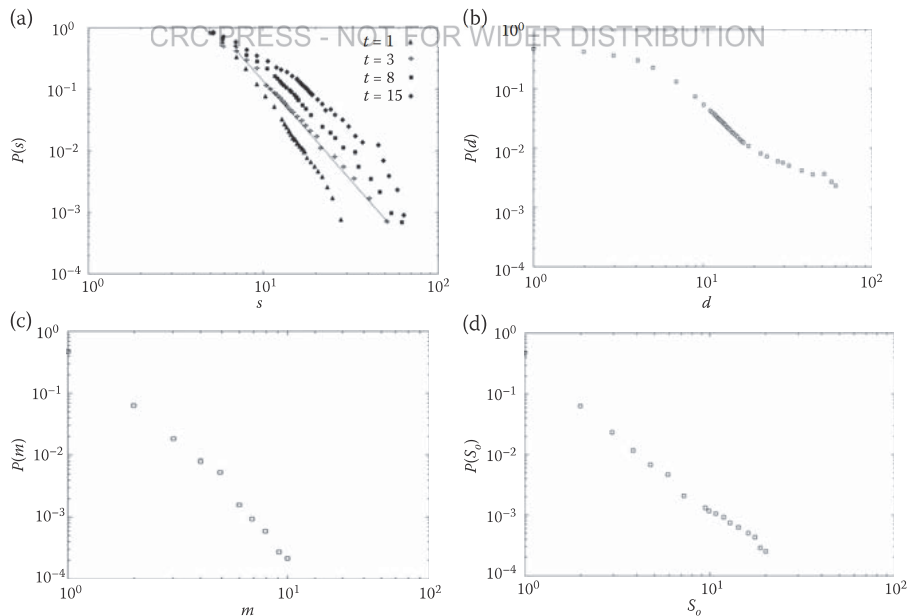 CRC PRESS - NOT FOR WIDER DISTRIBUTION
(a)
10^0
10^-1
10^-2
10^-3
10^-4
P(s)
t = 1
t = 3
t = 8
t = 15
10^0
10^1
10^2
s
(b)
10^0
10^-1
10^-2
10^-3
10^-4
P(d)
10^0
10^1
10^2
d
(c)
10^0
10^-1
10^-2
10^-3
10^-4
P(m)
10^0
10^1
10^2
m
(d)
10^0
10^-1
10^-2
10^-3
10^-4
P(S_o)
10^0
10^1
10^2
S_o